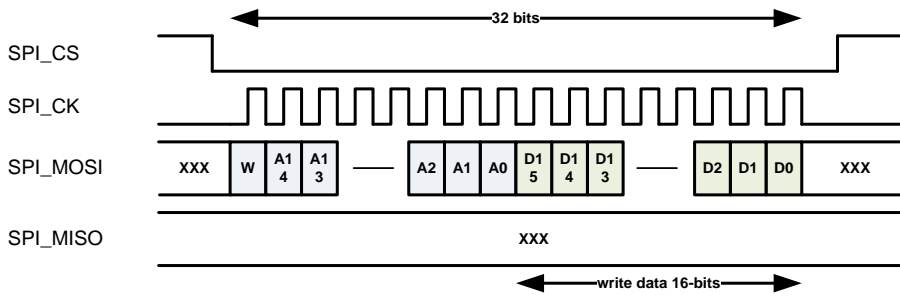 32 bits
SPI_CS
SPI_CK
SPI_MOSI
XXX
W
A1
4
A1
3
A2
A1
A0
D1
5
D1
4
D1
3
D2
D1
D0
XXX
SPI_MISO
XXX
write data 16-bits